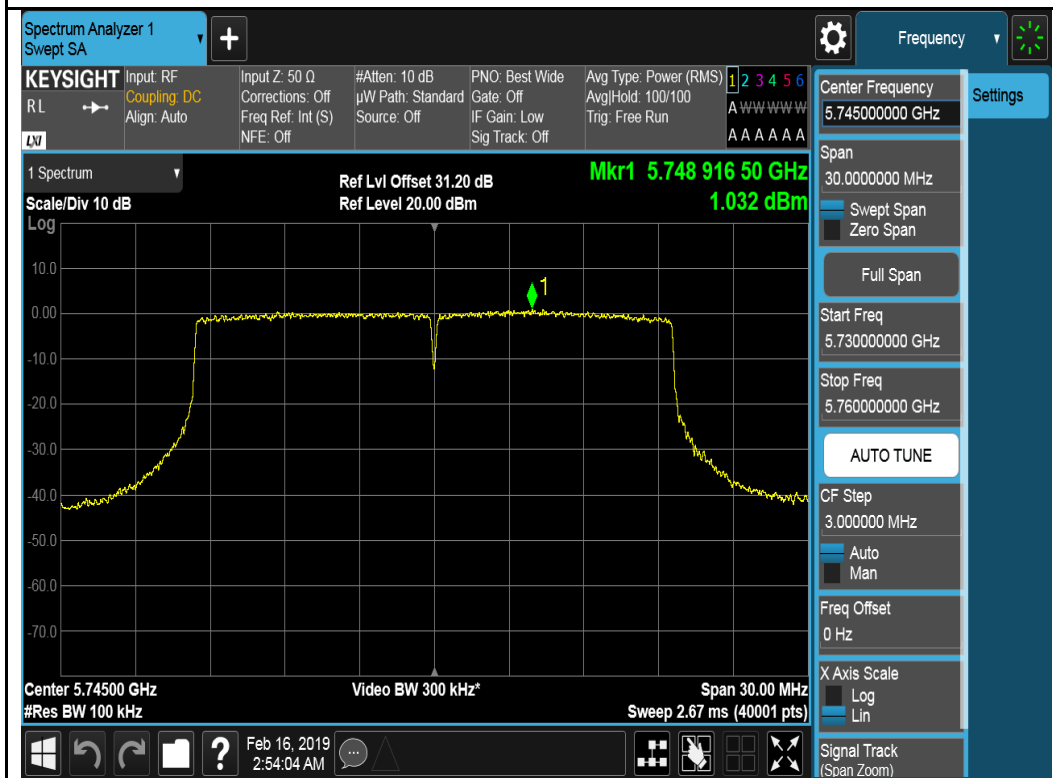 Spectrum Analyzer 1
Swept SA
+
Frequency
KEYSIGHT
RL
LXI
Input: RF
Coupling: DC
Align: Auto
Input Z: 50 Ω
Corrections: Off
Freq Ref: Int (S)
NFE: Off
#Atten: 10 dB
µW Path: Standard
Source: Off
PNO: Best Wide
Gate: Off
IF Gain: Low
Sig Track: Off
Avg Type: Power (RMS)
Avg|Hold: 100/100
Trig: Free Run
1 2 3 4 5 6
A W W W W W
A A A A A A
1 Spectrum
Scale/Div 10 dB
Log
Ref Lvl Offset 31.20 dB
Ref Level 20.00 dBm
Mkr1 5.748 916 50 GHz
1.032 dBm
1
10.0
0.00
-10.0
-20.0
-30.0
-40.0
-50.0
-60.0
-70.0
Center 5.74500 GHz
#Res BW 100 kHz
Video BW 300 kHz*
Span 30.00 MHz
Sweep 2.67 ms (40001 pts)
?
Feb 16, 2019
2:54:04 AM
Center Frequency
5.745000000 GHz
Settings
Span
30.0000000 MHz
Swept Span
Zero Span
Full Span
Start Freq
5.730000000 GHz
Stop Freq
5.760000000 GHz
AUTO TUNE
CF Step
3.000000 MHz
Auto
Man
Freq Offset
0 Hz
X Axis Scale
Log
Lin
Signal Track
(Span Zoom)